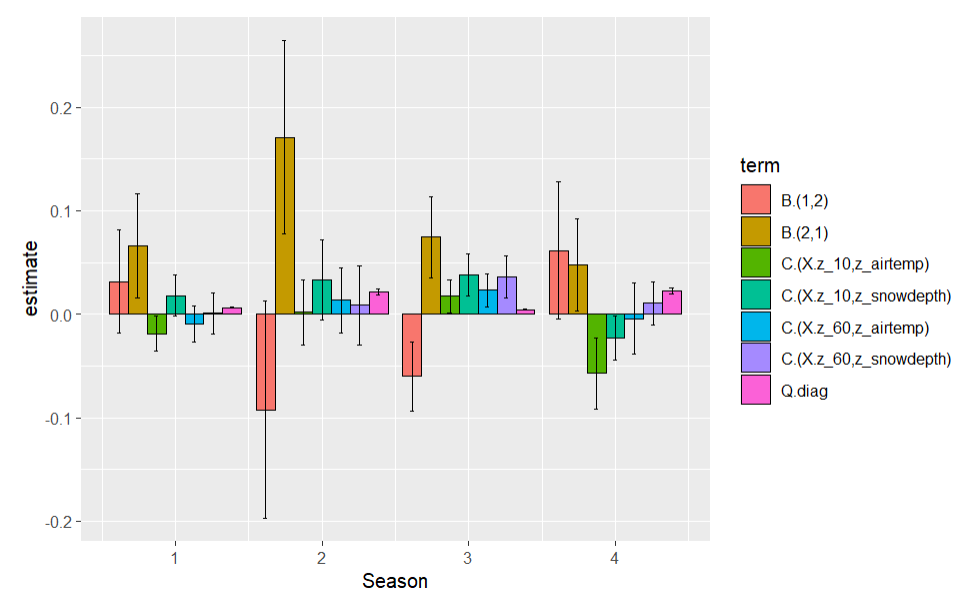 0.2
0.1
0.0
-0.1
-0.2
estimate
1 2 3 4
Season
term
B.(1,2)
B.(2,1)
C.(X.z_10,z_airtemp)
C.(X.z_10,z_snowdepth)
C.(X.z_60,z_airtemp)
C.(X.z_60,z_snowdepth)
Q.diag